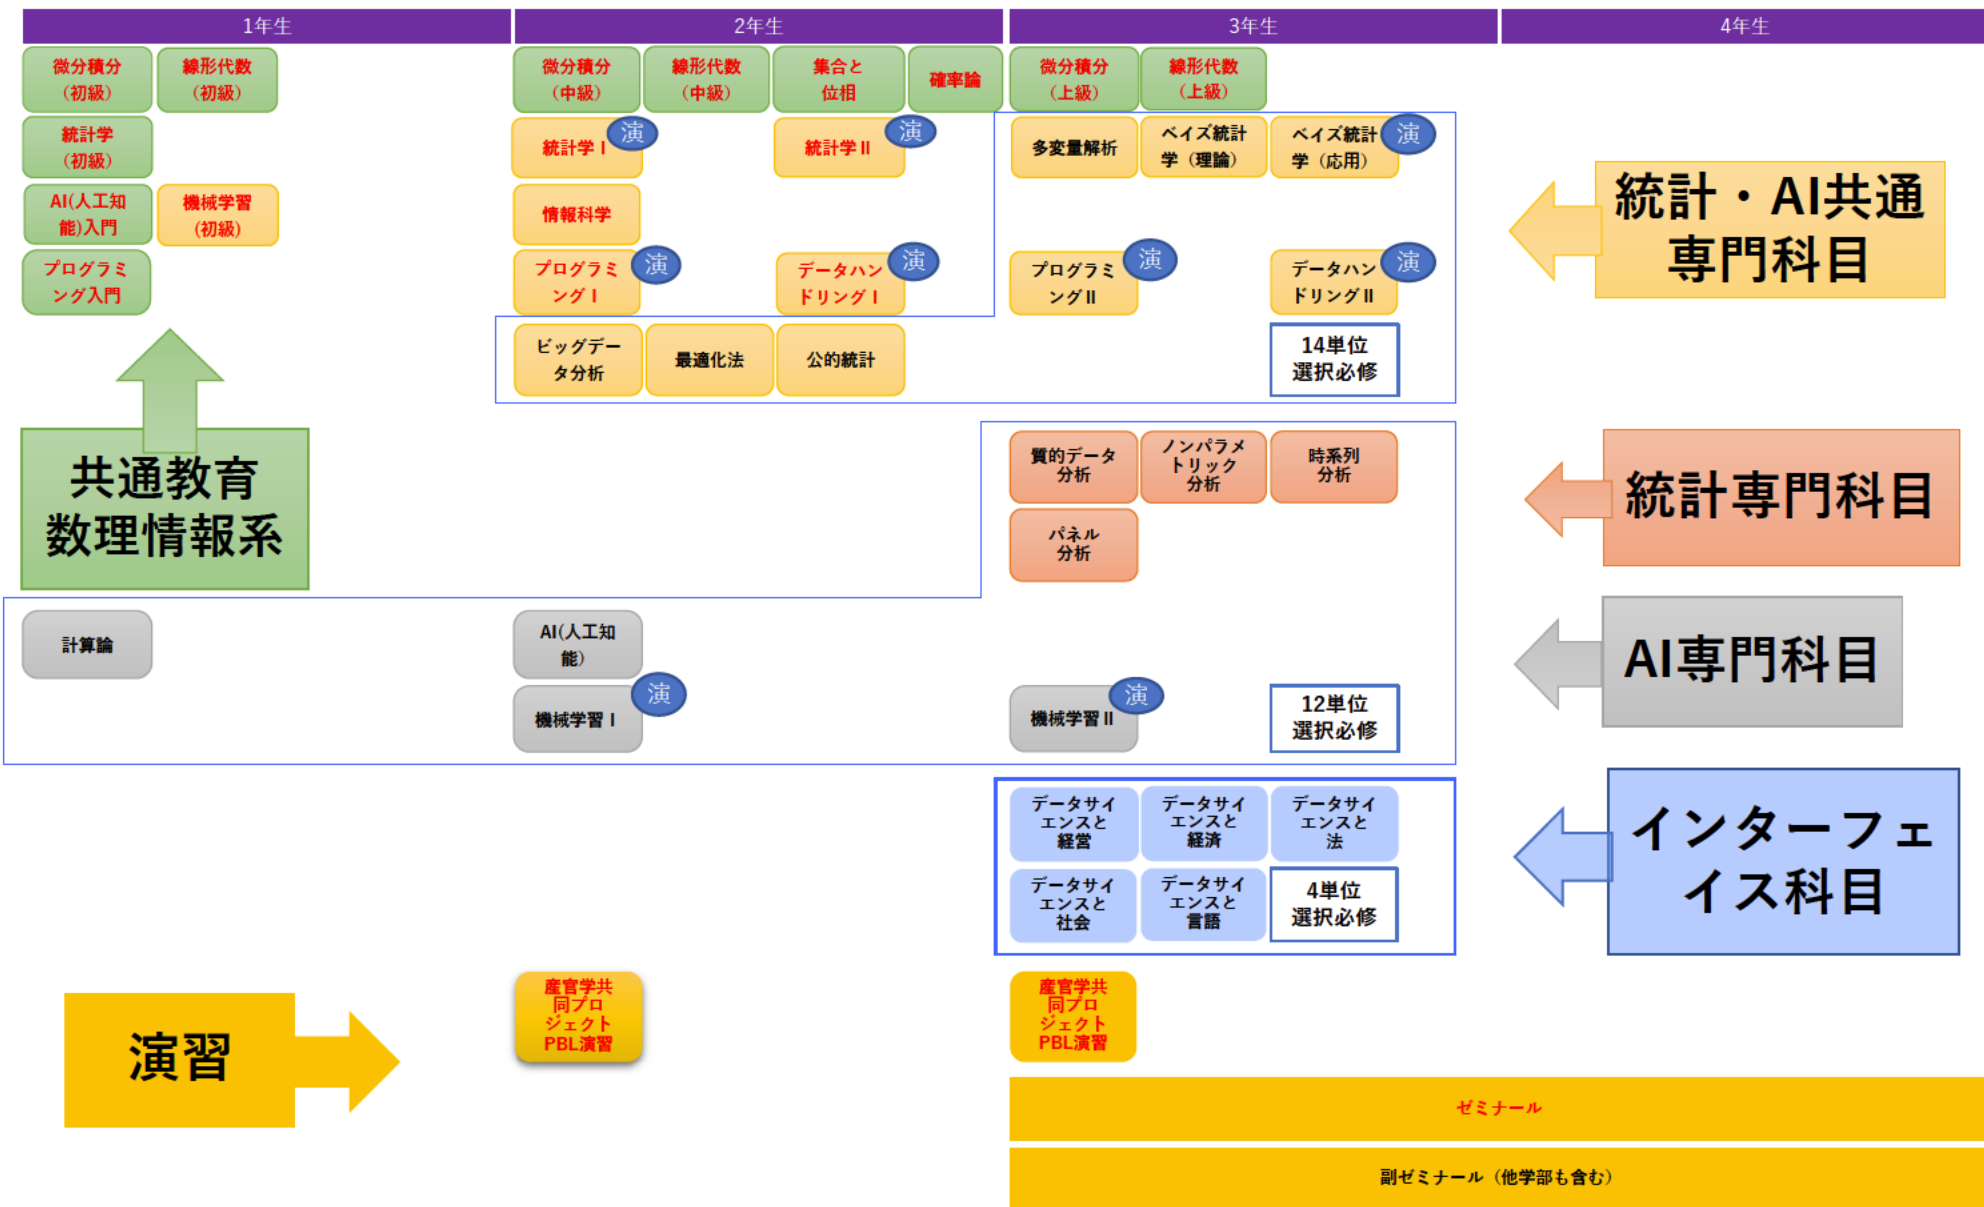 1年生
2年生
3年生
4年生
微分積分
（初級）
線形代数
（初級）
微分積分
（中級）
線形代数
（中級）
集合と
位相
確率論
微分積分
（上級）
線形代数
（上級）
統計学
（初級）
統計学Ⅰ
演
統計学Ⅱ
演
多変量解析
ベイズ統計
学（理論）
ベイズ統計
学（応用）
演
AI(人工知
能)入門
機械学習
（初級）
情報科学
統計・AI共通
専門科目
プログラミ
ング入門
プログラミ
ングⅠ
演
データハン
ドリングⅠ
演
プログラミ
ングⅡ
演
データハン
ドリングⅡ
演
ビッグデー
タ分析
最適化法
公的統計
14単位
選択必修
共通教育
数理情報系
質的データ
分析
ノンパラメ
トリック
分析
時系列
分析
パネル
分析
統計専門科目
計算論
AI(人工知
能)
機械学習Ⅰ
演
機械学習Ⅱ
演
12単位
選択必修
AI専門科目
データサイ
エンスと
経営
データサイ
エンスと
経済
データサイ
エンスと
法
データサイ
エンスと
社会
データサイ
エンスと
言語
4単位
選択必修
インターフェ
イス科目
演習
産官学共
同プロ
ジェクト
PBL演習
産官学共
同プロ
ジェクト
PBL演習
ゼミナール
副ゼミナール（他学部も含む）